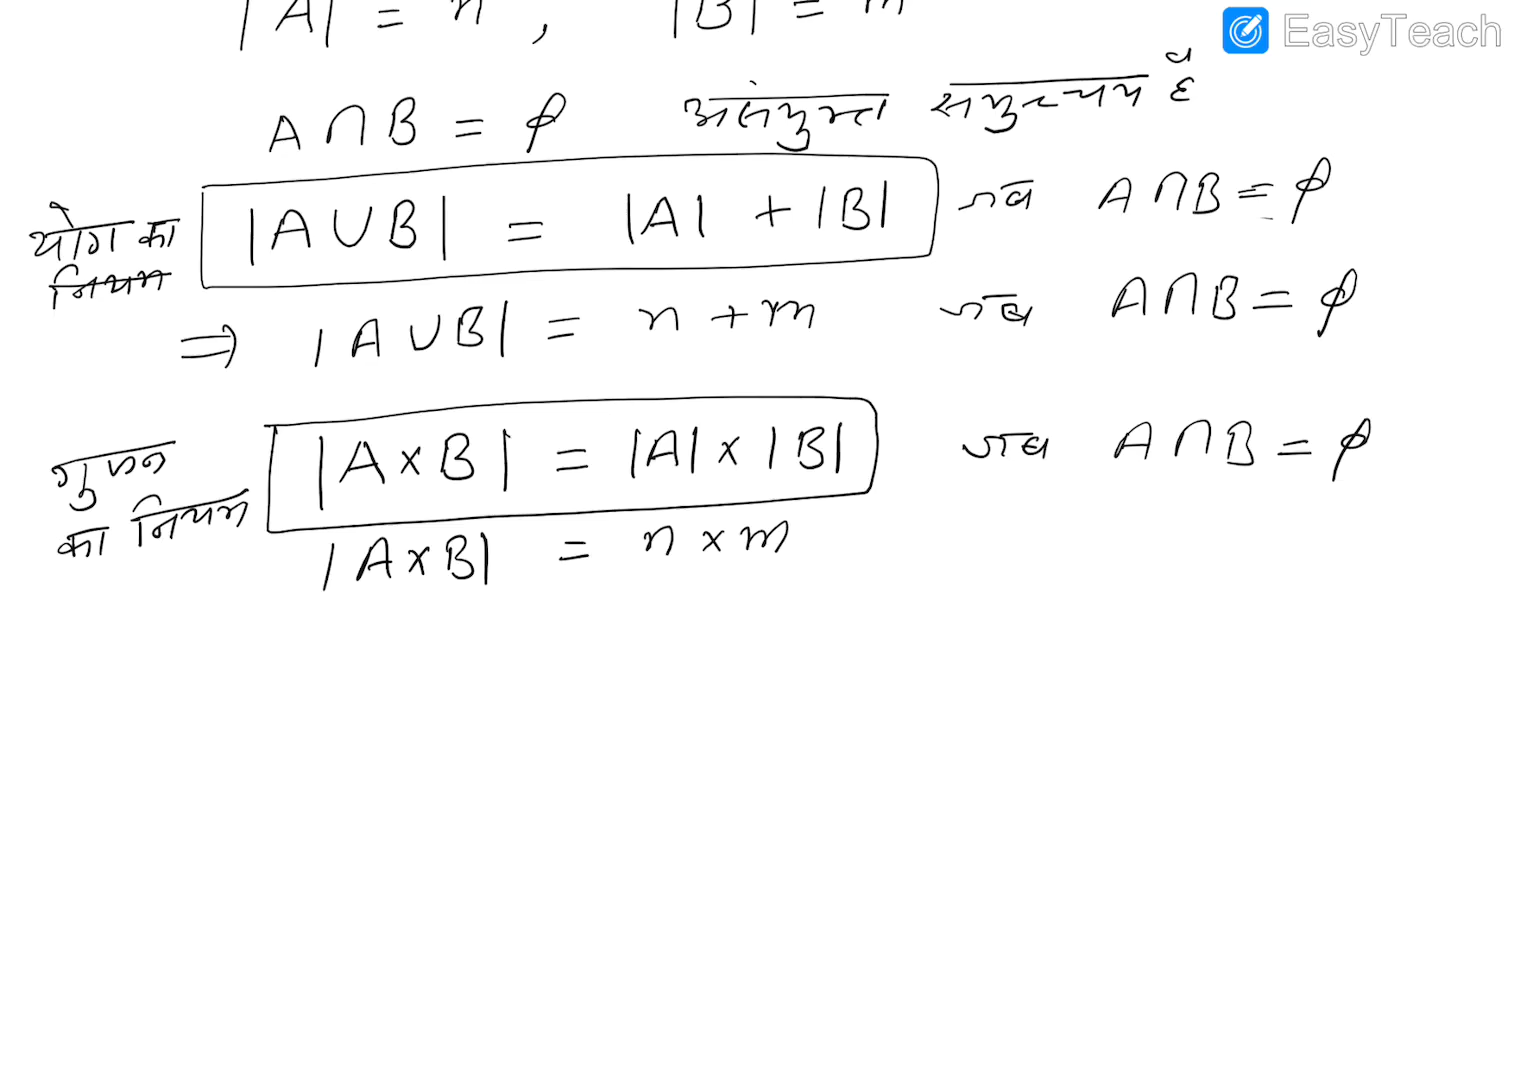 |A| = n , |B| = m
EasyTeach
A∩B = φ असंयुक्त समुच्चय है
योग का नियम |A∪B| = |A| + |B| जब A∩B = φ
⇒ |A∪B| = n + m जब A∩B = φ
गुणन का नियम |A×B| = |A| × |B| जब A∩B = φ
|A×B| = n × m